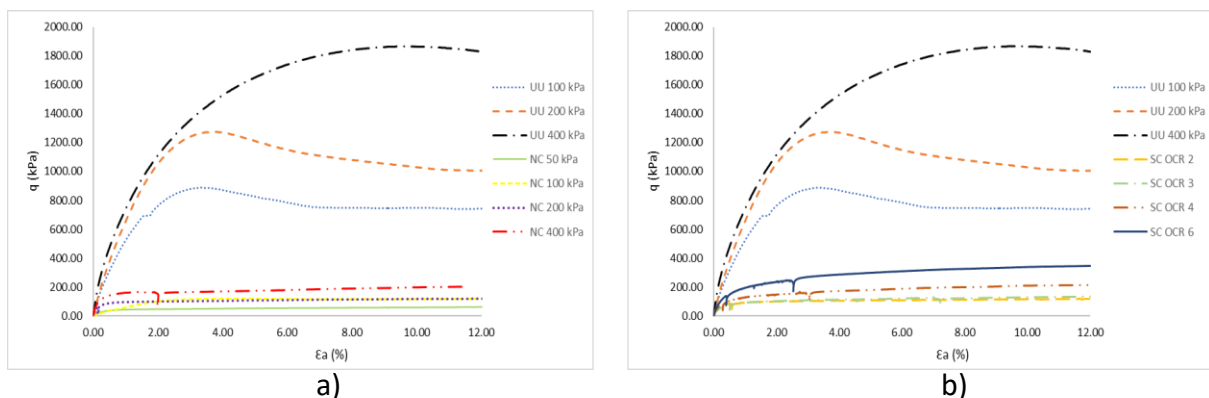 2000.00
1800.00
1600.00
1400.00
1200.00
1000.00
800.00
600.00
400.00
200.00
0.00
q (kPa)
0.00 2.00 4.00 6.00 8.00 10.00 12.00
Ɛa (%)
UU 100 kPa
UU 200 kPa
UU 400 kPa
NC 50 kPa
NC 100 kPa
NC 200 kPa
NC 400 kPa
a)
2000.00
1800.00
1600.00
1400.00
1200.00
1000.00
800.00
600.00
400.00
200.00
0.00
q (kPa)
0.00 2.00 4.00 6.00 8.00 10.00 12.00
Ɛa (%)
UU 100 kPa
UU 200 kPa
UU 400 kPa
SC OCR 2
SC OCR 3
SC OCR 4
SC OCR 6
b)